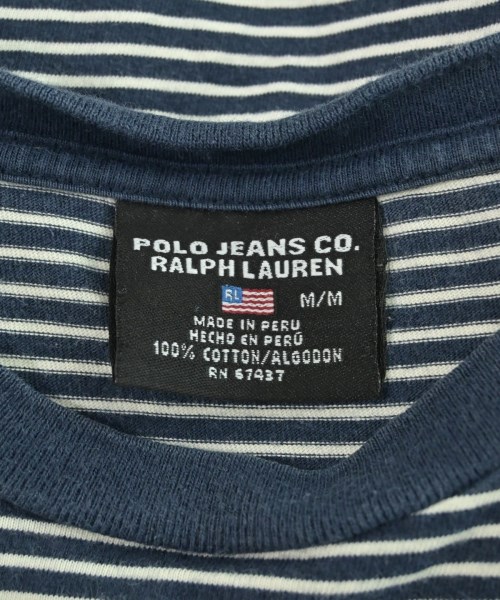 POLO JEANS CO.
RALPH LAUREN
RL M/M
MADE IN PERU
HECHO EN PERÚ
100% COTTON/ALGODON
RN 67437